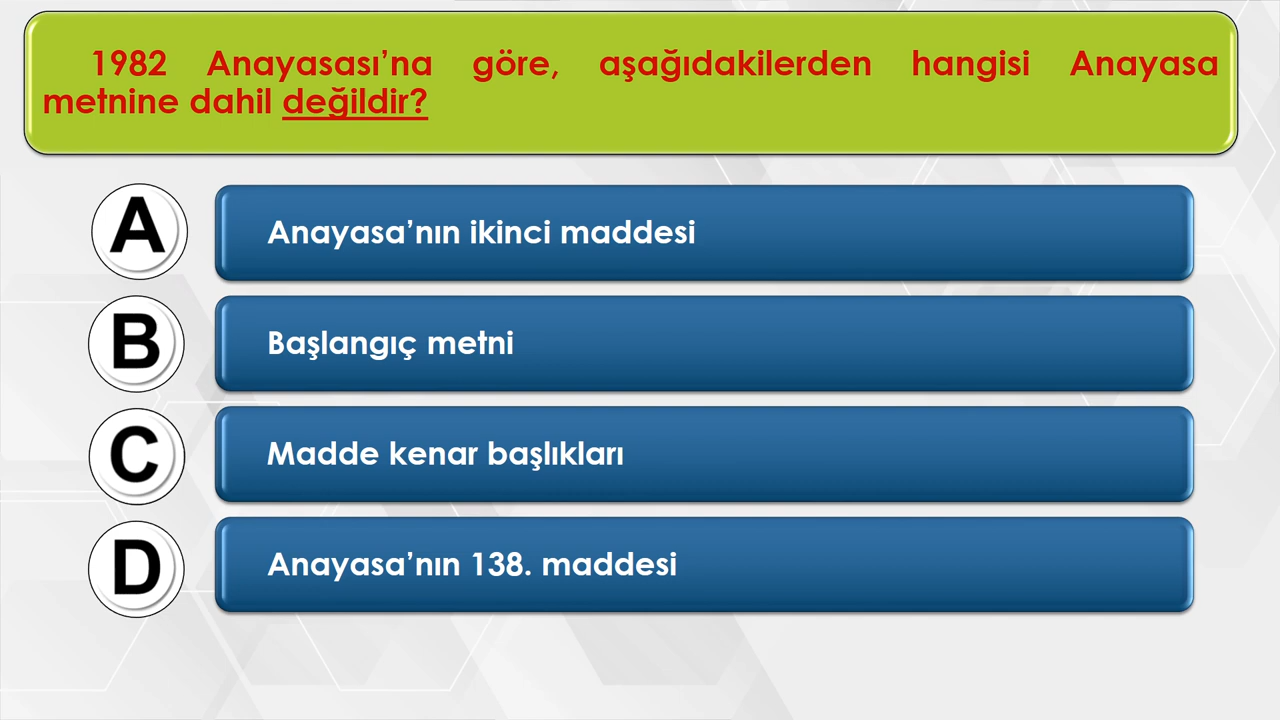 1982 Anayasası’na göre, aşağıdakilerden hangisi Anayasa
metnine dahil değildir?
A
Anayasa’nın ikinci maddesi
B
Başlangıç metni
C
Madde kenar başlıkları
D
Anayasa’nın 138. maddesi